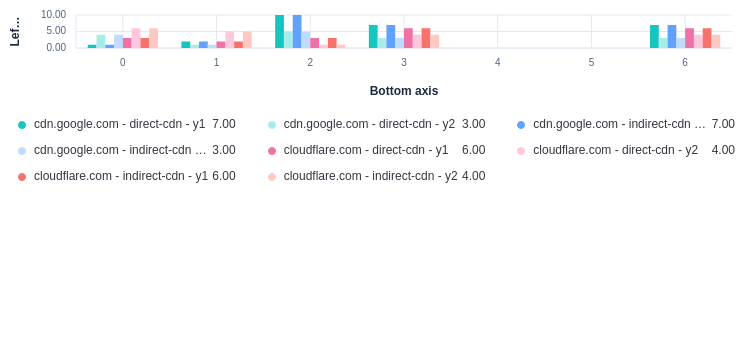 Lef...
10.00
5.00
0.00
0 1 2 3 4 5 6
Bottom axis
cdn.google.com - direct-cdn - y1 7.00 cdn.google.com - direct-cdn - y2 3.00 cdn.google.com - indirect-cdn ... 7.00
cdn.google.com - indirect-cdn ... 3.00 cloudflare.com - direct-cdn - y1 6.00 cloudflare.com - direct-cdn - y2 4.00
cloudflare.com - indirect-cdn - y1 6.00 cloudflare.com - indirect-cdn - y2 4.00